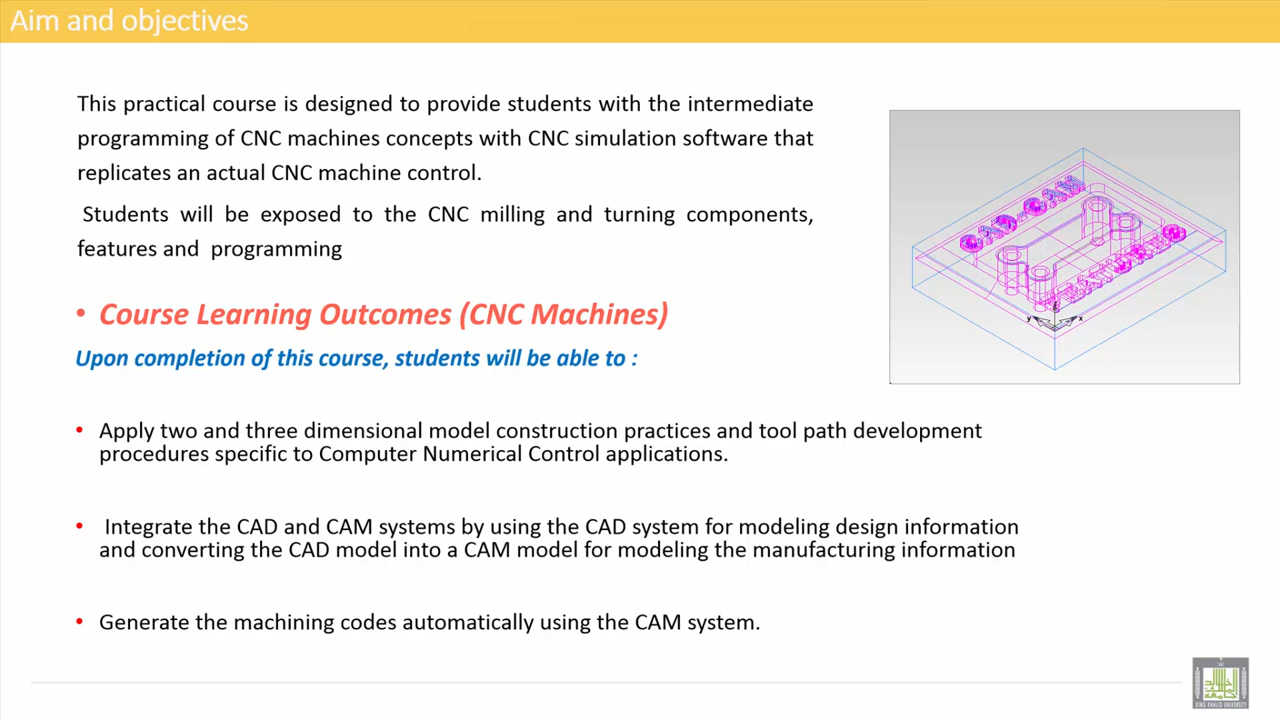 Aim and objectives
This practical course is designed to provide students with the intermediate
programming of CNC machines concepts with CNC simulation software that
replicates an actual CNC machine control.
Students will be exposed to the CNC milling and turning components,
features and programming
• Course Learning Outcomes (CNC Machines)
Upon completion of this course, students will be able to :
• Apply two and three dimensional model construction practices and tool path development
procedures specific to Computer Numerical Control applications.
• Integrate the CAD and CAM systems by using the CAD system for modeling design information
and converting the CAD model into a CAM model for modeling the manufacturing information
• Generate the machining codes automatically using the CAM system.
KING KHALID UNIVERSITY